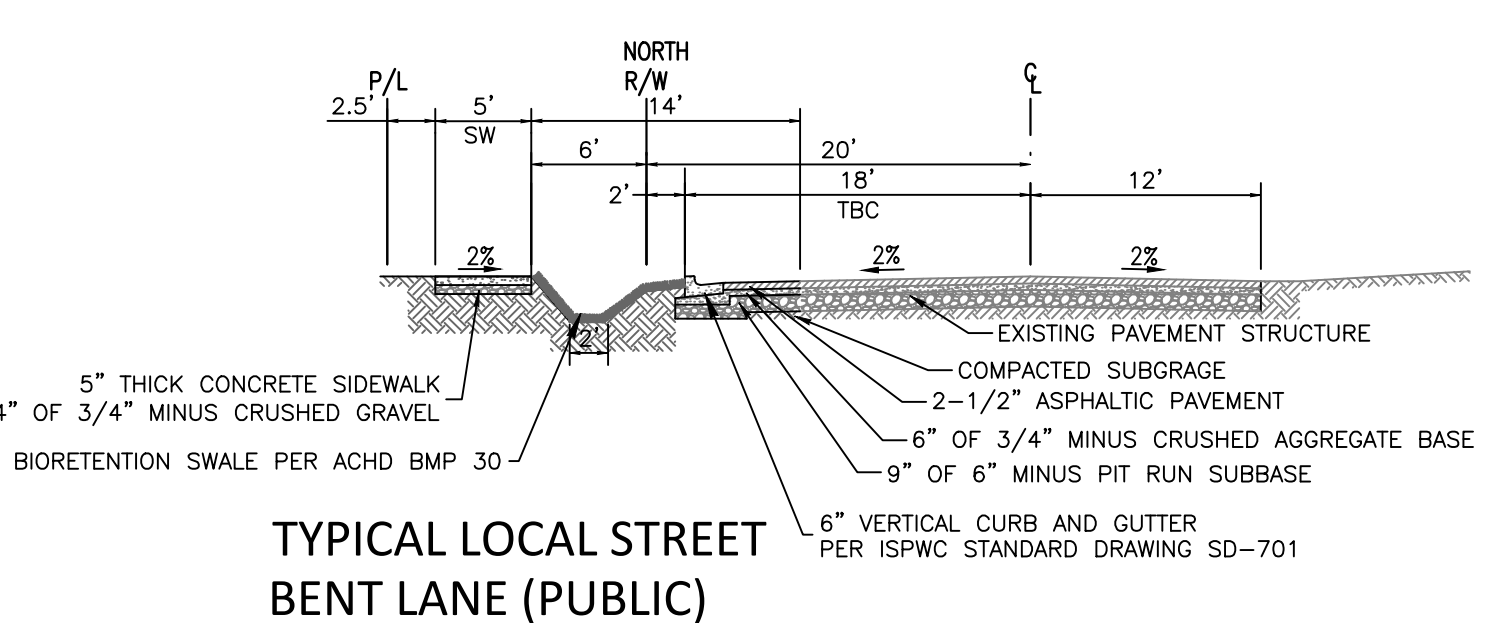 NORTH
P/L R/W ℄
2.5' 5' 14'
SW
6' 20'
2' 18' 12'
TBC
2% 2% 2%
2'
EXISTING PAVEMENT STRUCTURE
COMPACTED SUBGRAGE
5” THICK CONCRETE SIDEWALK
2-1/2” ASPHALTIC PAVEMENT
4” OF 3/4” MINUS CRUSHED GRAVEL
6” OF 3/4” MINUS CRUSHED AGGREGATE BASE
BIORETENTION SWALE PER ACHD BMP 30
9” OF 6” MINUS PIT RUN SUBBASE
6” VERTICAL CURB AND GUTTER
PER ISPWC STANDARD DRAWING SD-701
TYPICAL LOCAL STREET
BENT LANE (PUBLIC)